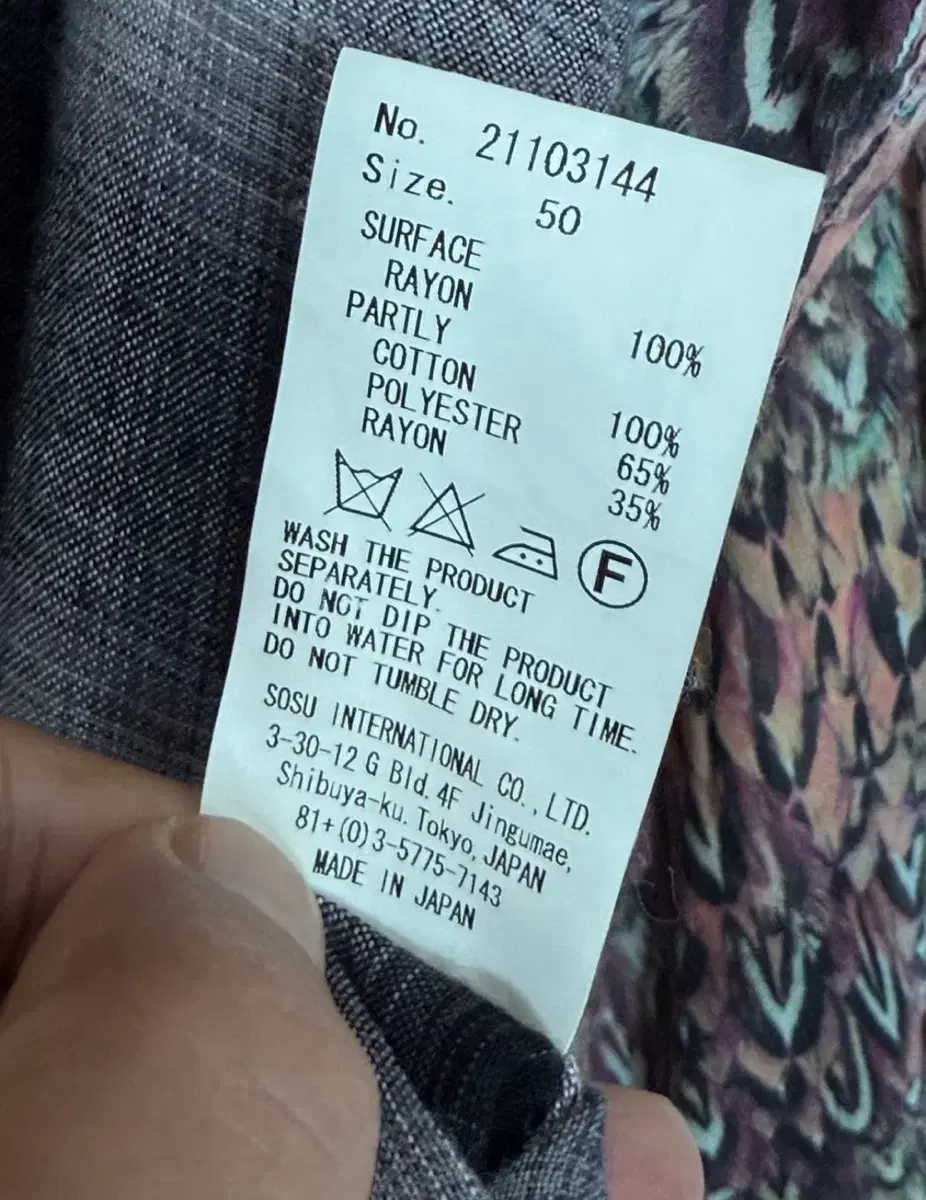 No. 21103144
Size. 50
SURFACE
RAYON 100%
PARTLY
COTTON 100%
POLYESTER 65%
RAYON 35%
F
WASH THE PRODUCT
SEPARATELY.
DO NOT DIP THE PRODUCT
INTO WATER FOR LONG TIME.
DO NOT TUMBLE DRY.
SOSU INTERNATIONAL CO., LTD.
3-30-12 G Bld. 4F Jingumae,
Shibuya-ku. Tokyo, JAPAN
81+(0)3-5775-7143
MADE IN JAPAN